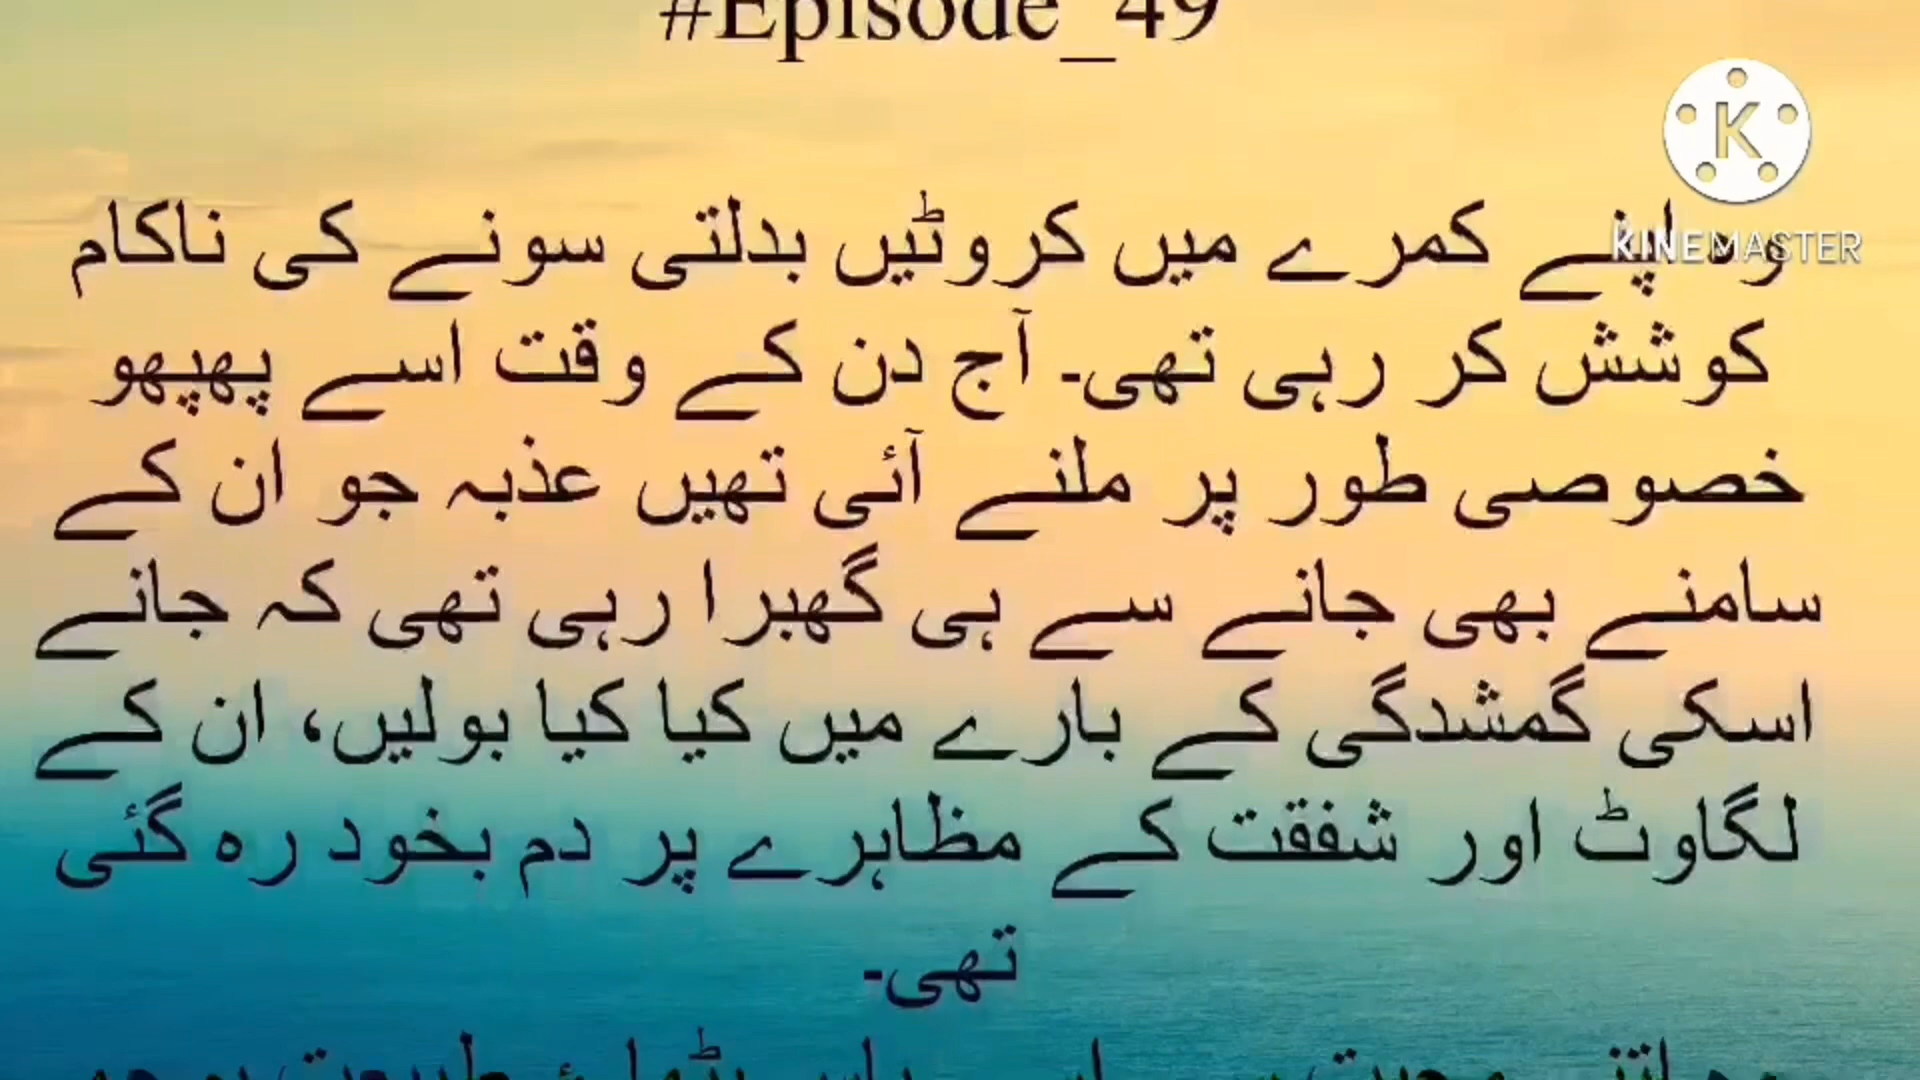 #Episode_49
KINEMASTER
وہ اپنے کمرے میں کروٹیں بدلتی سونے کی ناکام
کوشش کر رہی تھی۔ آج دن کے وقت اسے پھپھو
خصوصی طور پر ملنے آئی تھیں عذبہ جو ان کے
سامنے بھی جانے سے ہی گھبرا رہی تھی کہ جانے
اسکی گمشدگی کے بارے میں کیا کیا بولیں، ان کے
لگاوٹ اور شفقت کے مظاہرے پر دم بخود رہ گئی
تھی۔